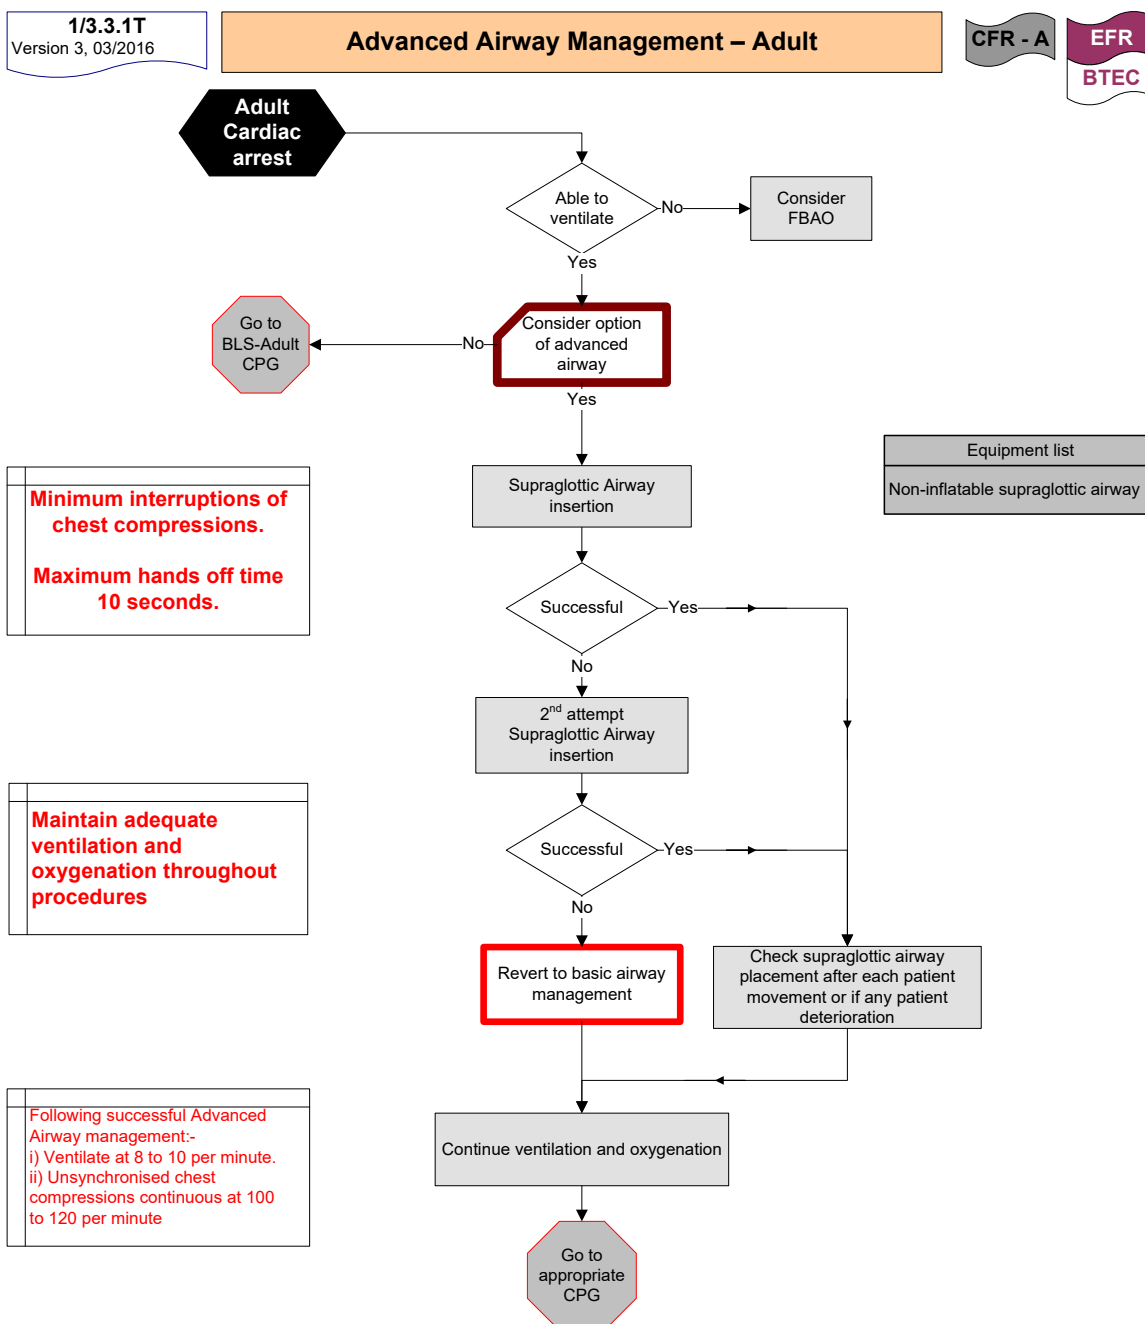 1/3.3.1T
Version 3, 03/2016
Advanced Airway Management – Adult
CFR - A
EFR
BTEC
Adult
Cardiac
arrest
Able to
ventilate
No
Consider
FBAO
Yes
Go to
BLS-Adult
CPG
No
Consider option
of advanced
airway
Yes
Equipment list
Non-inflatable supraglottic airway
Minimum interruptions of
chest compressions.
Maximum hands off time
10 seconds.
Supraglottic Airway
insertion
Successful
Yes
No
2nd attempt
Supraglottic Airway
insertion
Maintain adequate
ventilation and
oxygenation throughout
procedures
Successful
Yes
No
Revert to basic airway
management
Check supraglottic airway
placement after each patient
movement or if any patient
deterioration
Following successful Advanced
Airway management:-
i) Ventilate at 8 to 10 per minute.
ii) Unsynchronised chest
compressions continuous at 100
to 120 per minute
Continue ventilation and oxygenation
Go to
appropriate
CPG